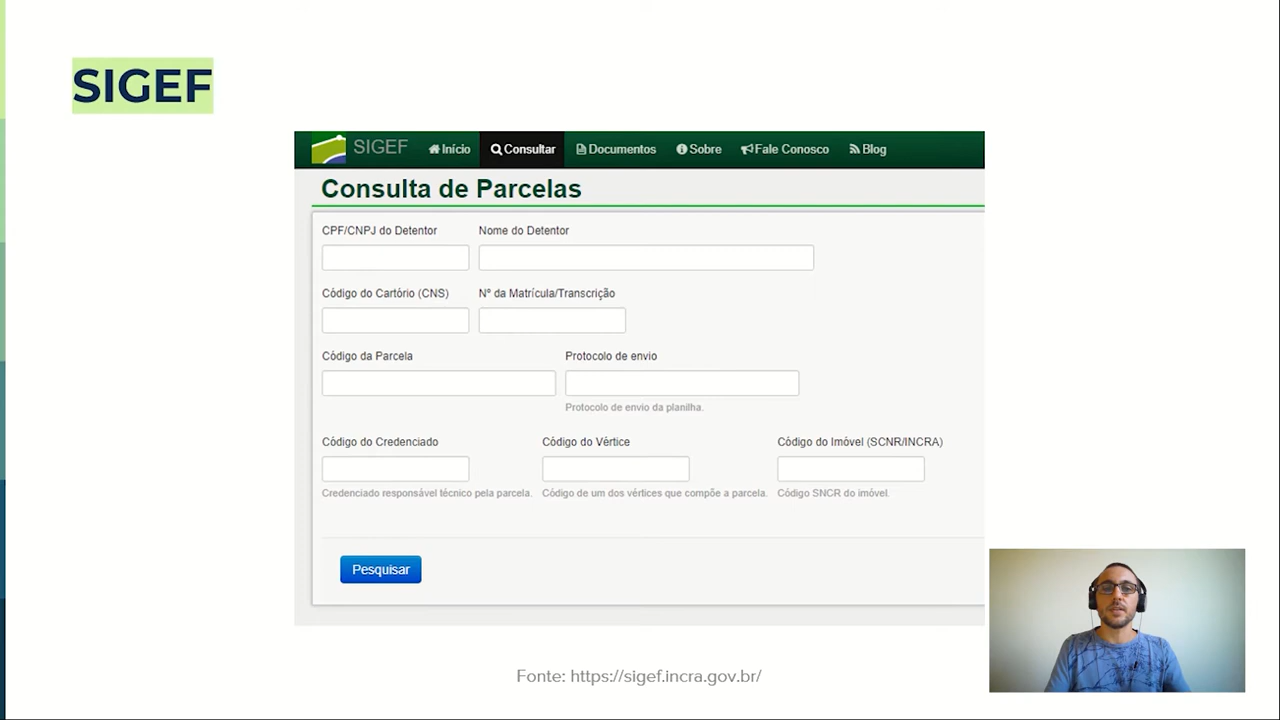 SIGEF
SIGEF Início Consultar Documentos Sobre Fale Conosco Blog
Consulta de Parcelas
CPF/CNPJ do Detentor Nome do Detentor
Código do Cartório (CNS) Nº da Matrícula/Transcrição
Código da Parcela Protocolo de envio
Protocolo de envio da planilha.
Código do Credenciado Código do Vértice Código do Imóvel (SCNR/INCRA)
Credenciado responsável técnico pela parcela. Código de um dos vértices que compõe a parcela. Código SNCR do imóvel.
Pesquisar
Fonte: https://sigef.incra.gov.br/